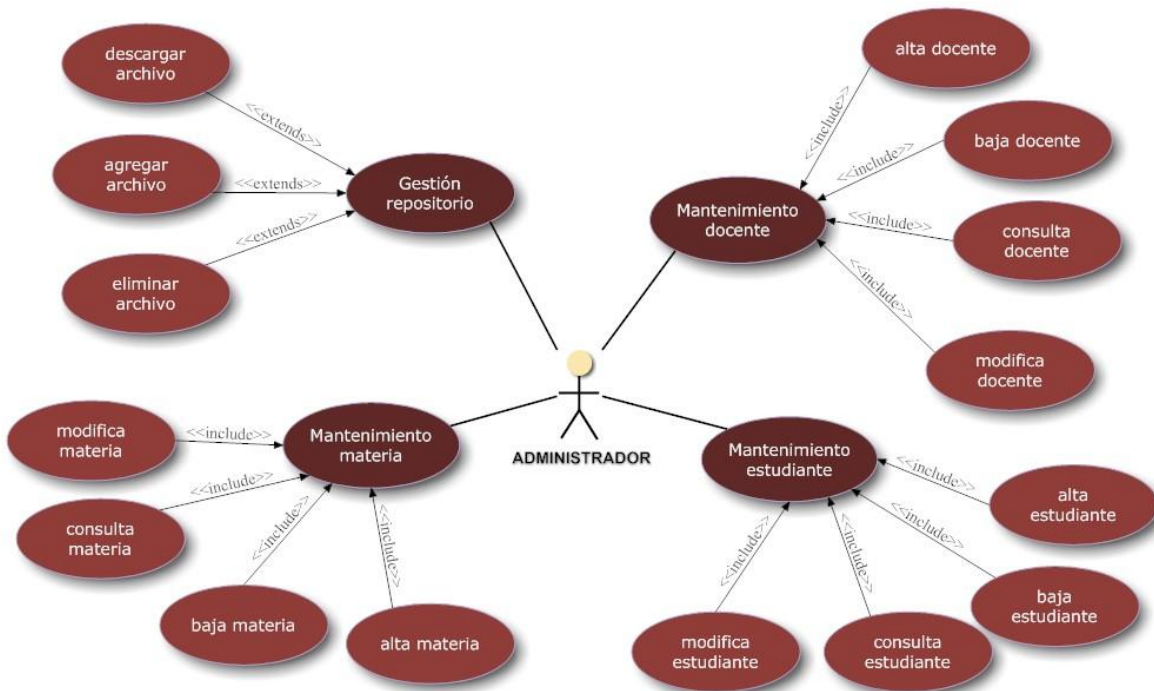 descargar
archivo
<<extends>>
agregar
archivo
<<extends>>
eliminar
archivo
<<extends>>
Gestión
repositorio
alta docente
<<include>>
baja docente
<<include>>
consulta
docente
<<include>>
modifica
docente
<<include>>
Mantenimiento
docente
ADMINISTRADOR
modifica
materia
<<include>>
consulta
materia
<<include>>
baja materia
<<include>>
alta materia
<<include>>
Mantenimiento
materia
Mantenimiento
estudiante
<<include>>
alta
estudiante
<<include>>
baja
estudiante
<<include>>
consulta
estudiante
<<include>>
modifica
estudiante